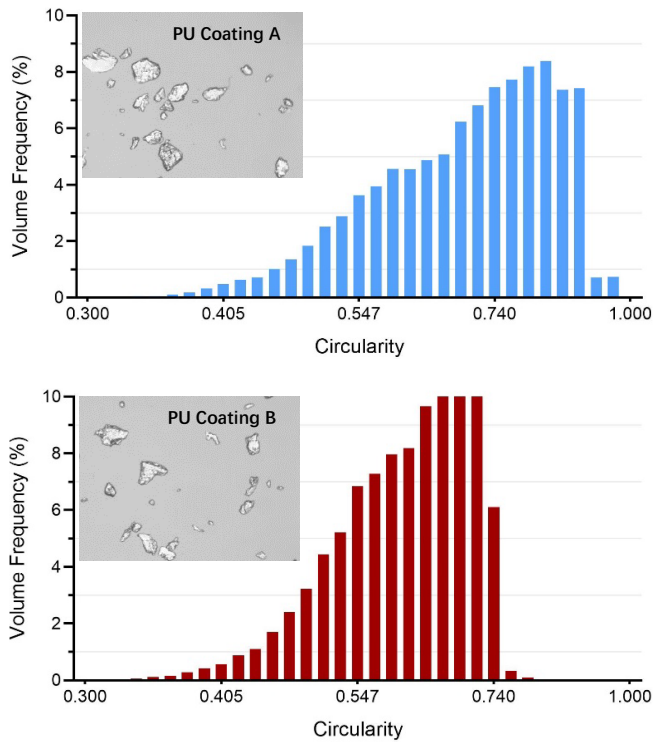 PU Coating A
Volume Frequency (%)
10
8
6
4
2
0
0.300 0.405 0.547 0.740 1.000
Circularity
PU Coating B
Volume Frequency (%)
10
8
6
4
2
0
0.300 0.405 0.547 0.740 1.000
Circularity